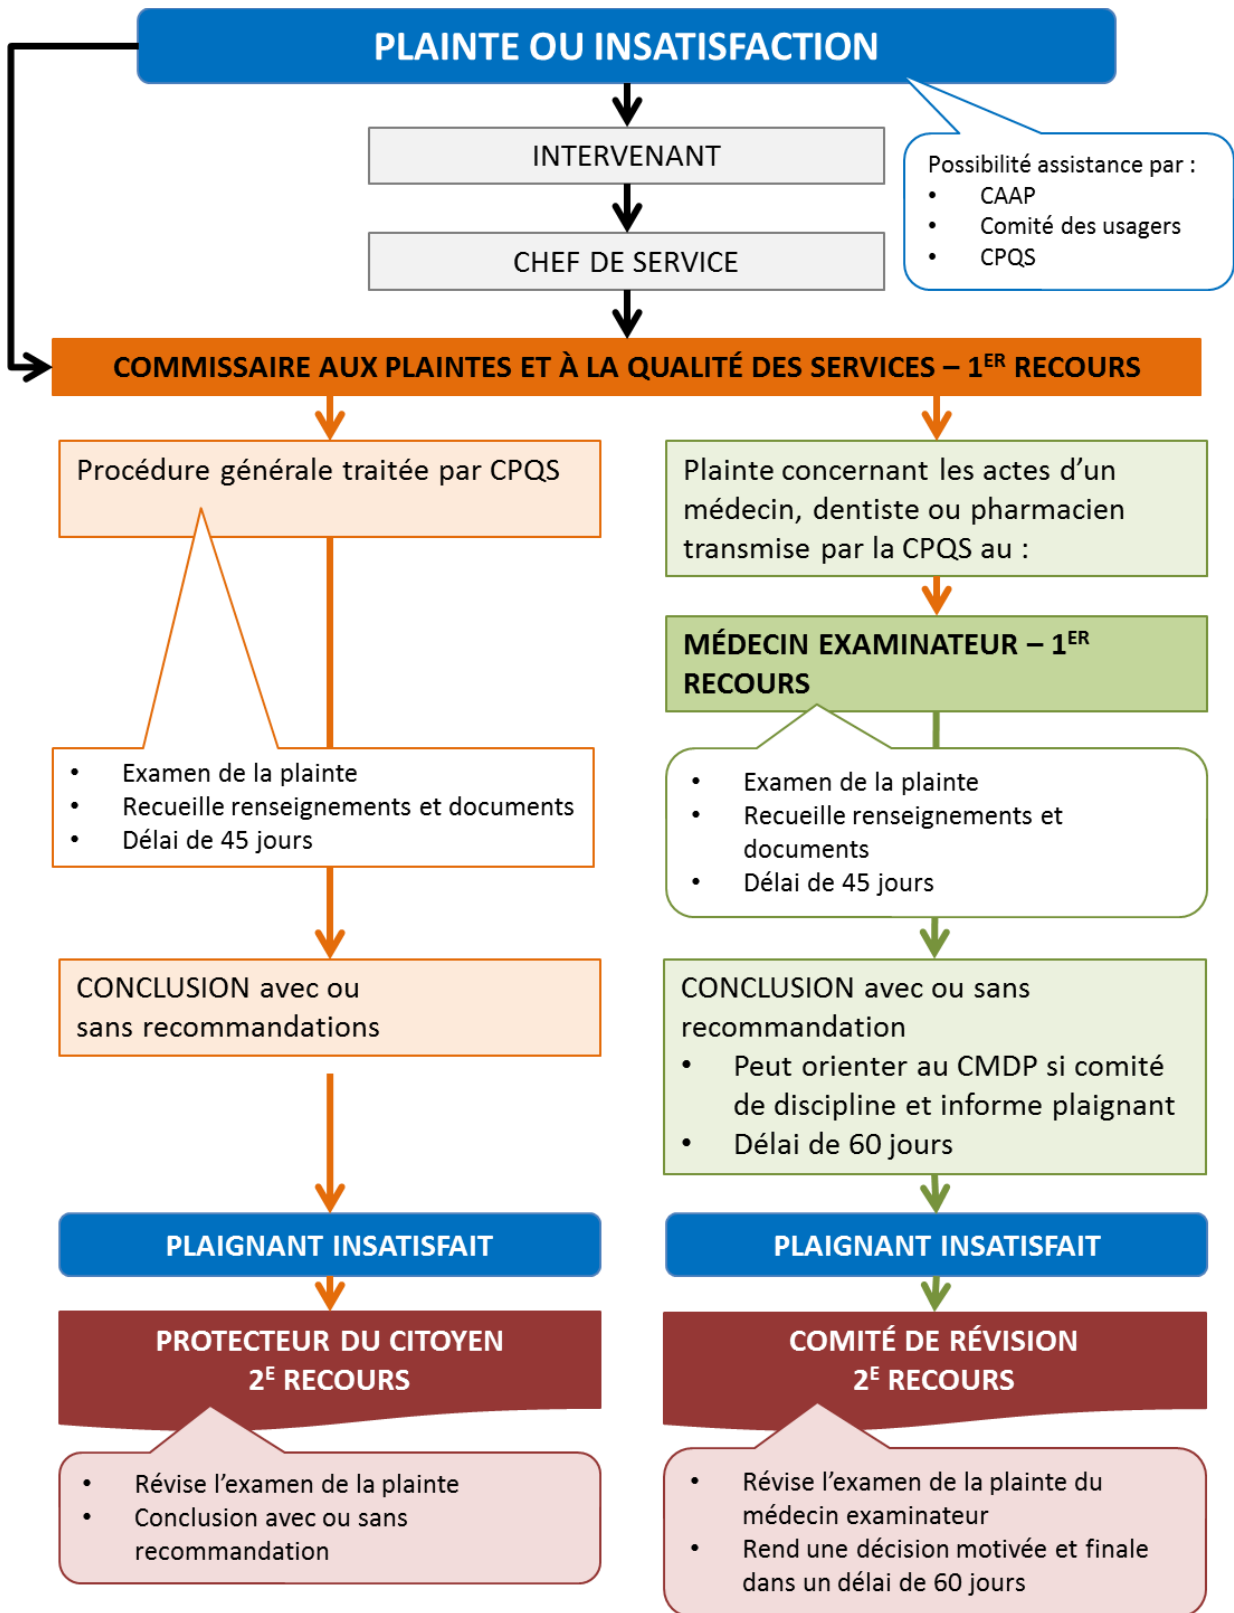 PLAINTE OU INSATISFACTION
INTERVENANT
Possibilité assistance par :
• CAAP
• Comité des usagers
• CPQS
CHEF DE SERVICE
COMMISSAIRE AUX PLAINTES ET À LA QUALITÉ DES SERVICES – 1ER RECOURS
Procédure générale traitée par CPQS
• Examen de la plainte
• Recueille renseignements et documents
• Délai de 45 jours
CONCLUSION avec ou
sans recommandations
PLAIGNANT INSATISFAIT
PROTECTEUR DU CITOYEN
2E RECOURS
• Révise l’examen de la plainte
• Conclusion avec ou sans
recommandation
Plainte concernant les actes d’un
médecin, dentiste ou pharmacien
transmise par la CPQS au :
MÉDECIN EXAMINATEUR – 1ER
RECOURS
• Examen de la plainte
• Recueille renseignements et
documents
• Délai de 45 jours
CONCLUSION avec ou sans
recommandation
• Peut orienter au CMDP si comité
de discipline et informe plaignant
• Délai de 60 jours
PLAIGNANT INSATISFAIT
COMITÉ DE RÉVISION
2E RECOURS
• Révise l’examen de la plainte du
médecin examinateur
• Rend une décision motivée et finale
dans un délai de 60 jours